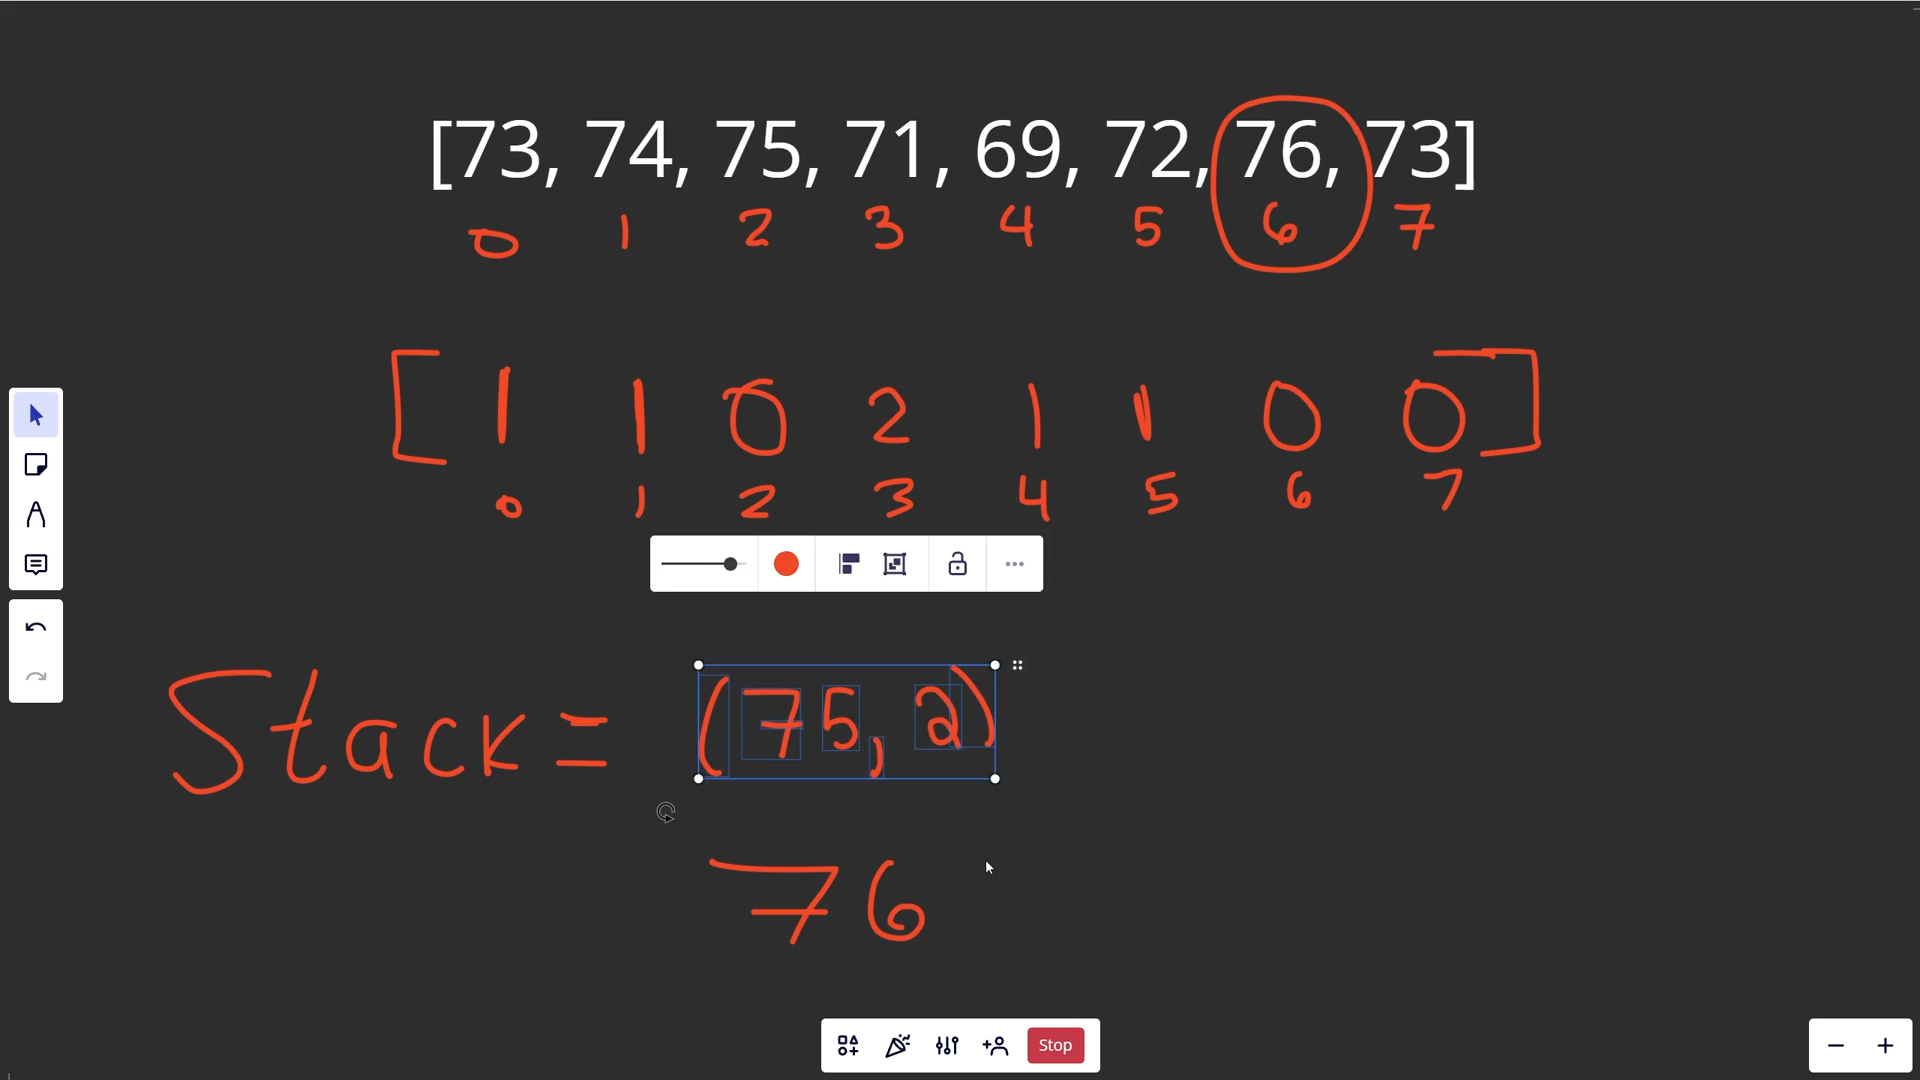 [73, 74, 75, 71, 69, 72, 76, 73]
0 1 2 3 4 5 6 7
[ 1 1 0 2 1 1 0 0 ]
0 1 2 3 4 5 6 7
Stack = (75, 2)
76
Stop